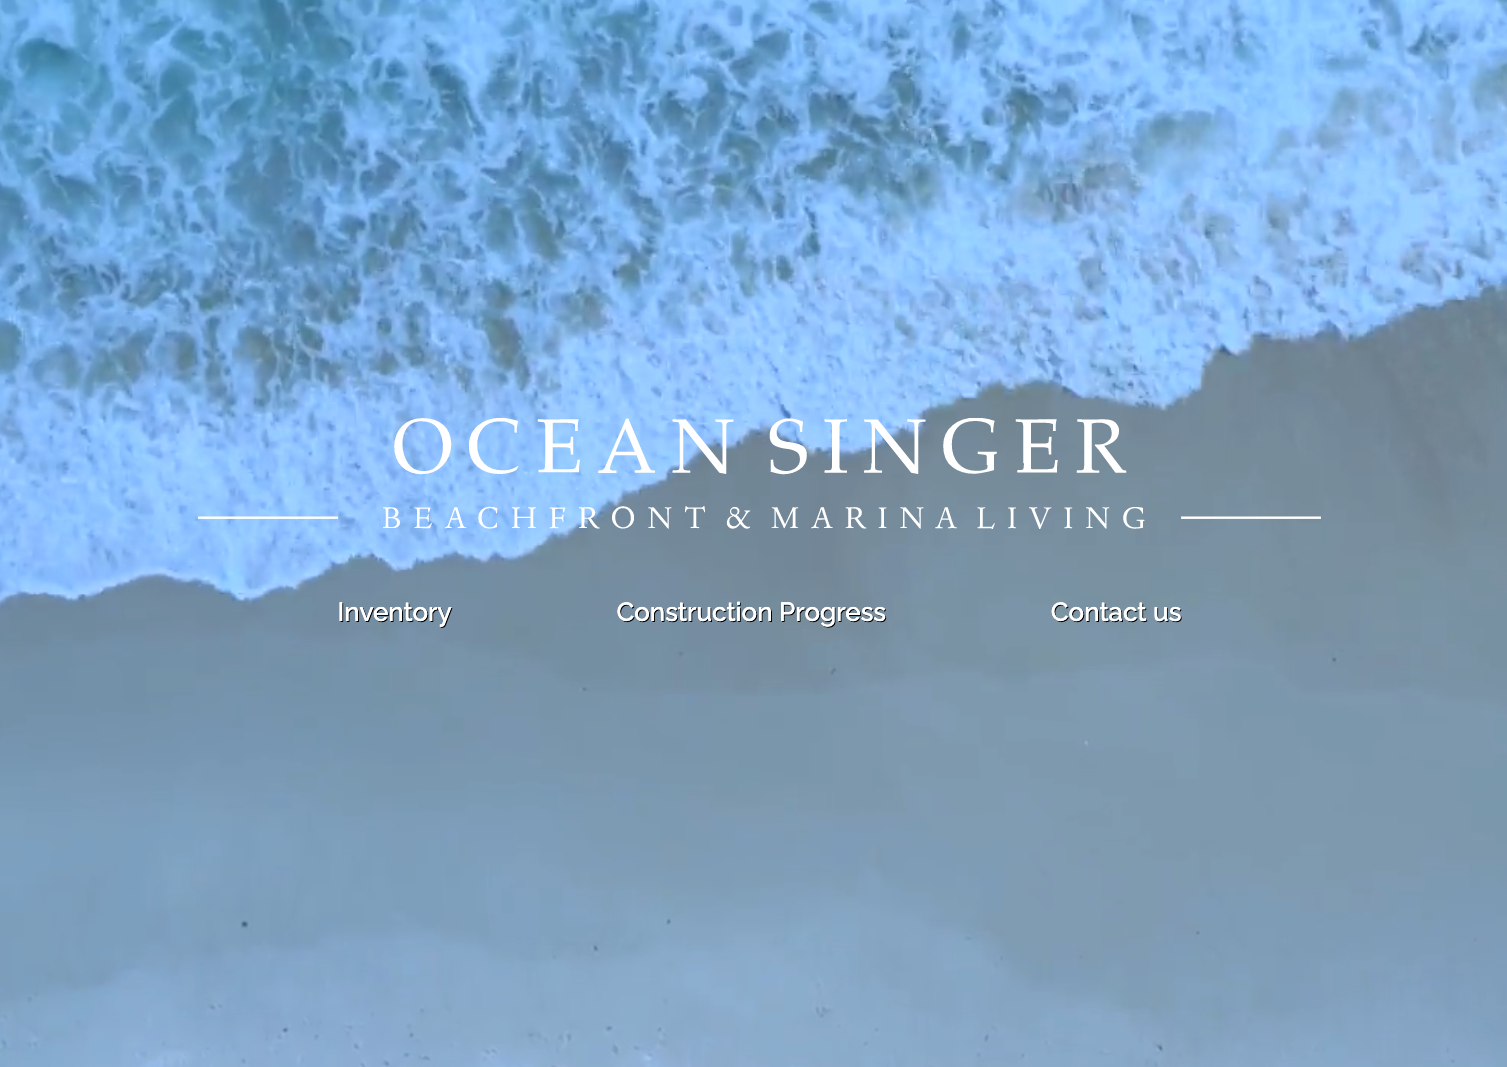 OCEAN SINGER
BEACHFRONT & MARINA LIVING
Inventory Construction Progress Contact us